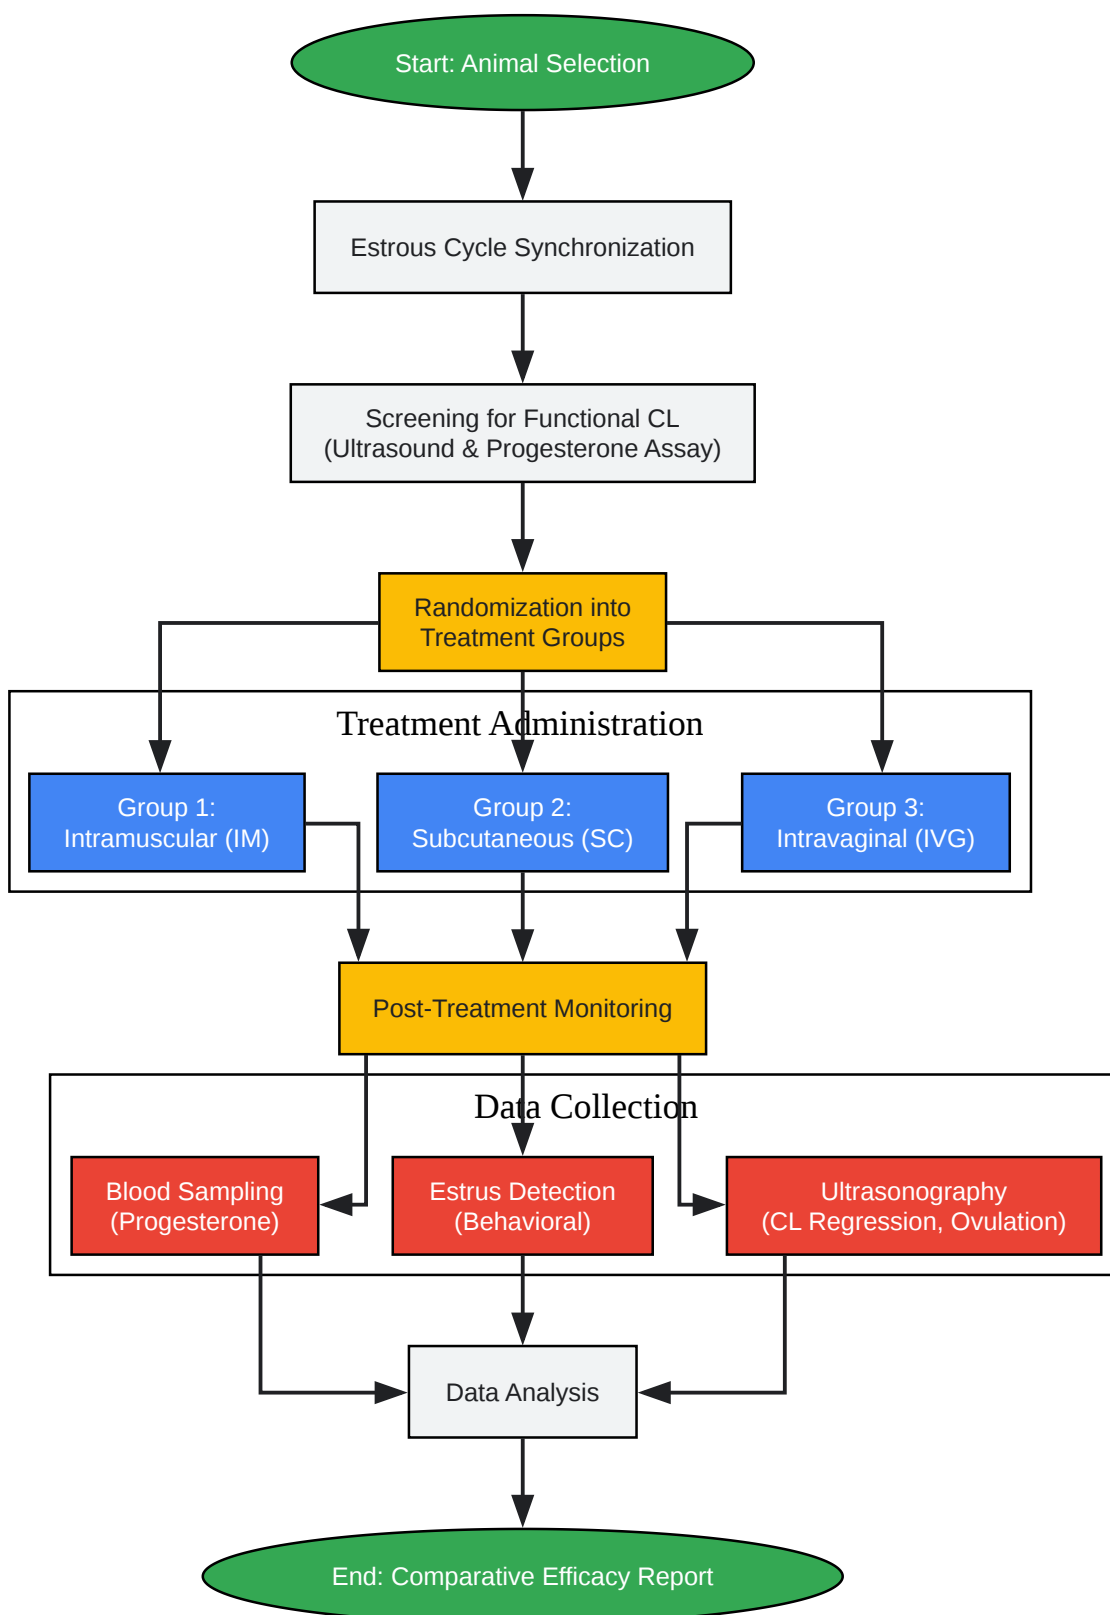 Start: Animal Selection
Estrous Cycle Synchronization
Screening for Functional CL
(Ultrasound & Progesterone Assay)
Randomization into
Treatment Groups
Treatment Administration
Group 1:
Intramuscular (IM)
Group 2:
Subcutaneous (SC)
Group 3:
Intravaginal (IVG)
Post-Treatment Monitoring
Data Collection
Blood Sampling
(Progesterone)
Estrus Detection
(Behavioral)
Ultrasonography
(CL Regression, Ovulation)
Data Analysis
End: Comparative Efficacy Report